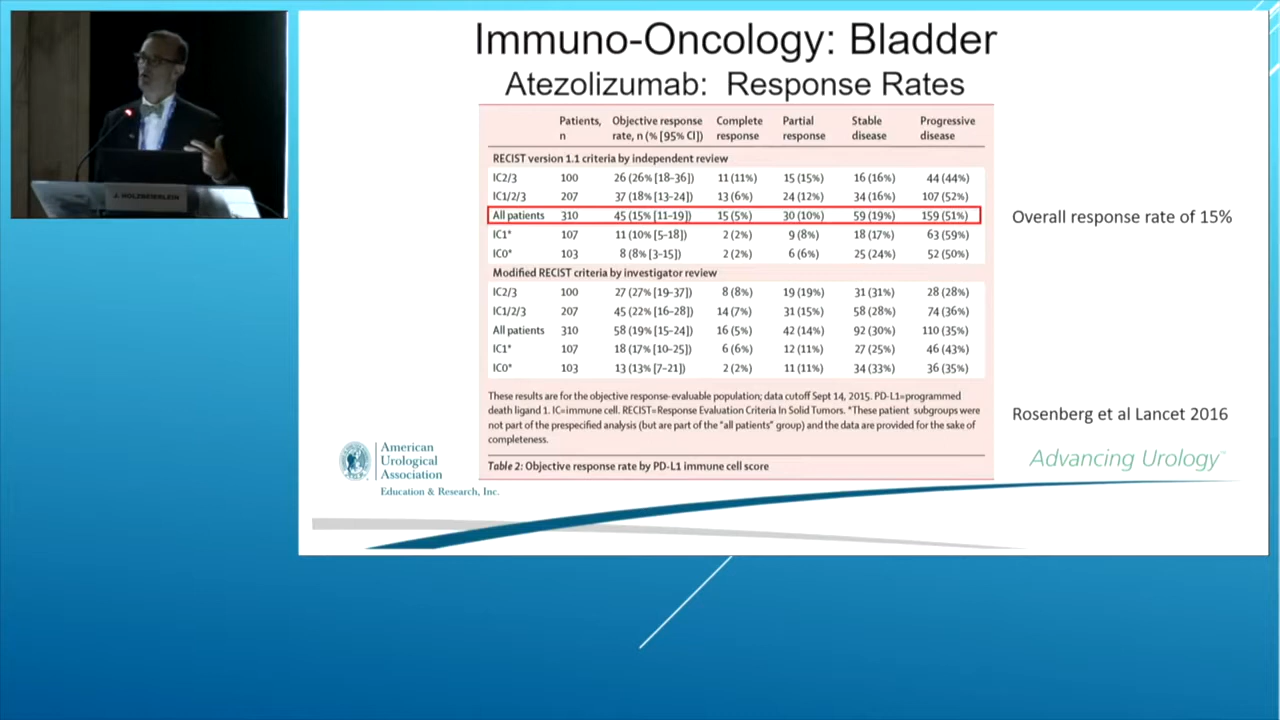 J. HOLZBEIERLEIN
Immuno-Oncology: Bladder
Atezolizumab: Response Rates
Patients, n Objective response rate, n (% [95% CI]) Complete response Partial response Stable disease Progressive disease
RECIST version 1.1 criteria by independent review
IC2/3 100 26 (26% [18–36]) 11 (11%) 15 (15%) 16 (16%) 44 (44%)
IC1/2/3 207 37 (18% [13–24]) 13 (6%) 24 (12%) 34 (16%) 107 (52%)
All patients 310 45 (15% [11–19]) 15 (5%) 30 (10%) 59 (19%) 159 (51%)
IC1* 107 11 (10% [5–18]) 2 (2%) 9 (8%) 18 (17%) 63 (59%)
IC0* 103 8 (8% [3–15]) 2 (2%) 6 (6%) 25 (24%) 52 (50%)
Modified RECIST criteria by investigator review
IC2/3 100 27 (27% [19–37]) 8 (8%) 19 (19%) 31 (31%) 28 (28%)
IC1/2/3 207 45 (22% [16–28]) 14 (7%) 31 (15%) 58 (28%) 74 (36%)
All patients 310 58 (19% [15–24]) 16 (5%) 42 (14%) 92 (30%) 110 (35%)
IC1* 107 18 (17% [10–25]) 6 (6%) 12 (11%) 27 (25%) 46 (43%)
IC0* 103 13 (13% [7–21]) 2 (2%) 11 (11%) 34 (33%) 36 (35%)
These results are for the objective response-evaluable population; data cutoff Sept 14, 2015. PD-L1=programmed
death ligand 1. IC=immune cell. RECIST=Response Evaluation Criteria In Solid Tumors. *These patient subgroups were
not part of the prespecified analysis (but are part of the "all patients" group) and the data are provided for the sake of
completeness.
Table 2: Objective response rate by PD-L1 immune cell score
Overall response rate of 15%
Rosenberg et al Lancet 2016
American
Urological
Association
Education & Research, Inc.
Advancing Urology™